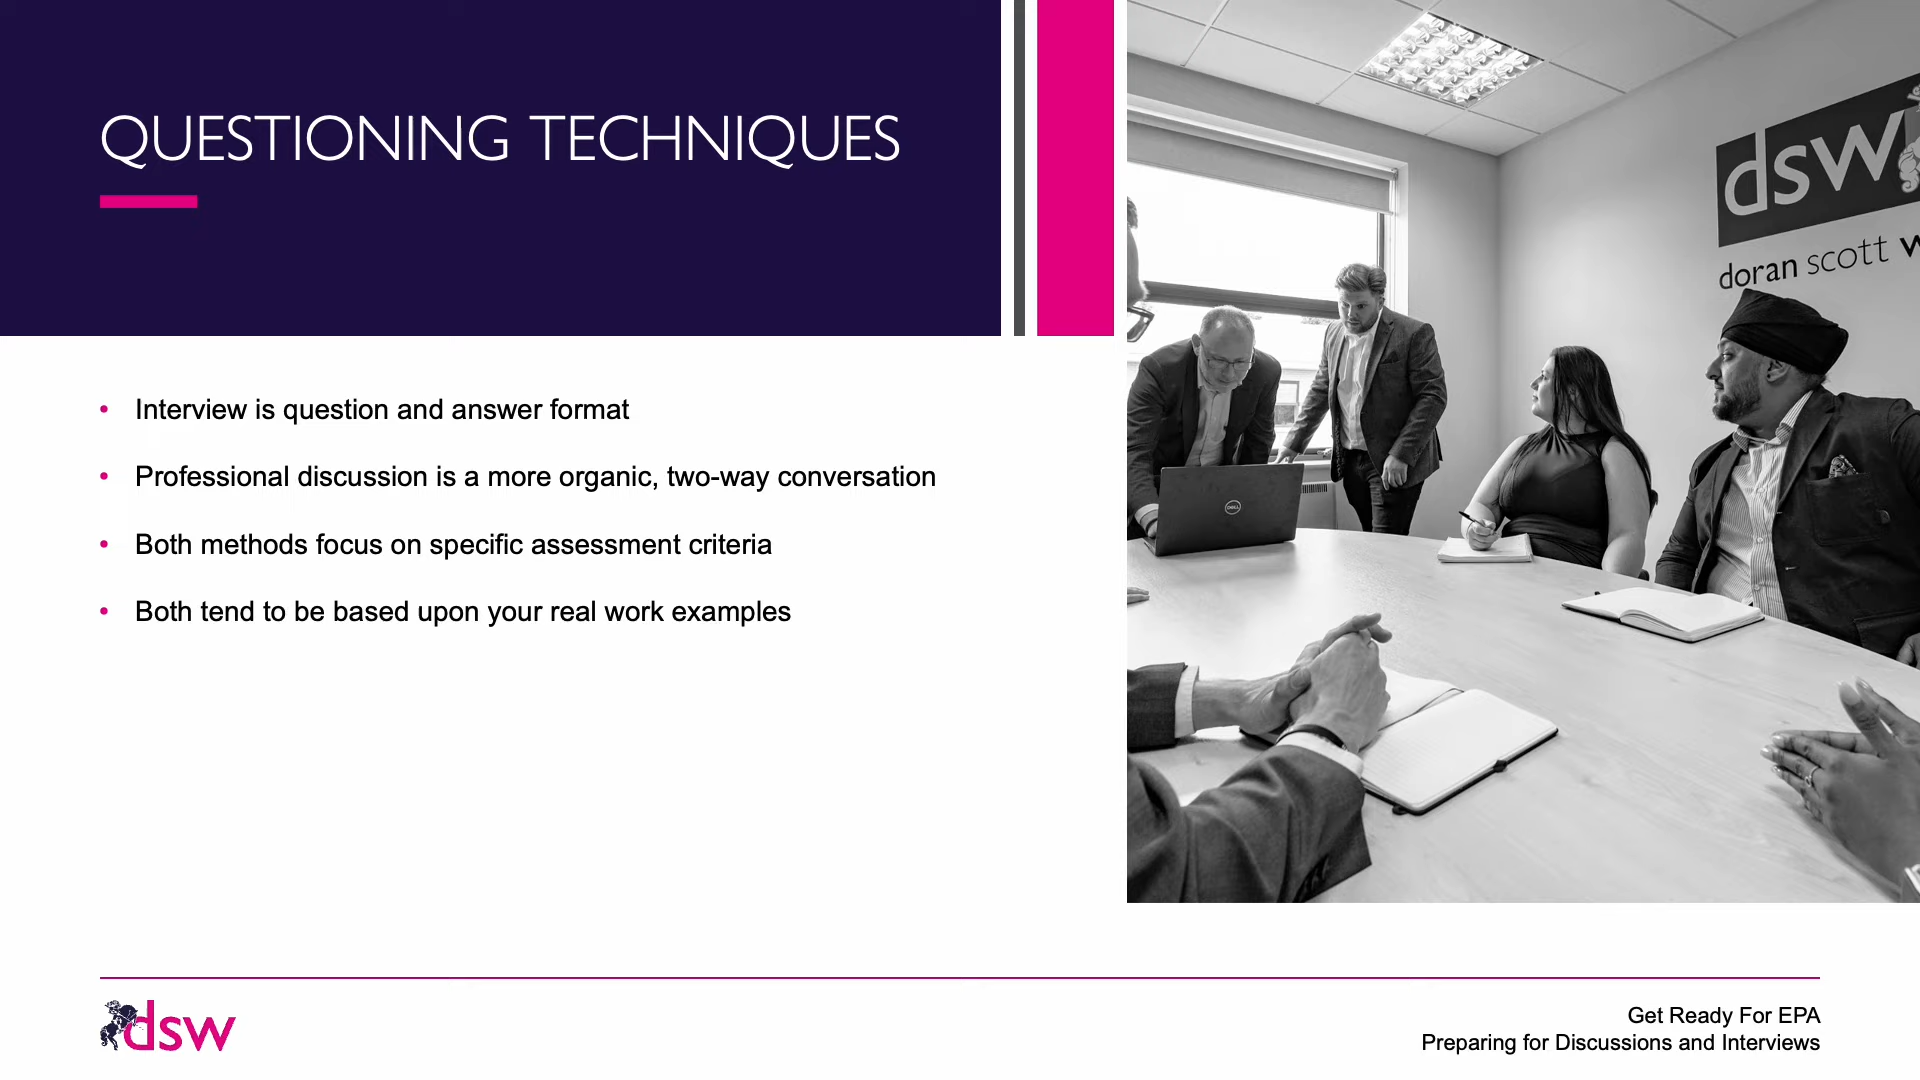 QUESTIONING TECHNIQUES
• Interview is question and answer format
• Professional discussion is a more organic, two-way conversation
• Both methods focus on specific assessment criteria
• Both tend to be based upon your real work examples
dsw
doran scott
DELL
dsw
Get Ready For EPA
Preparing for Discussions and Interviews